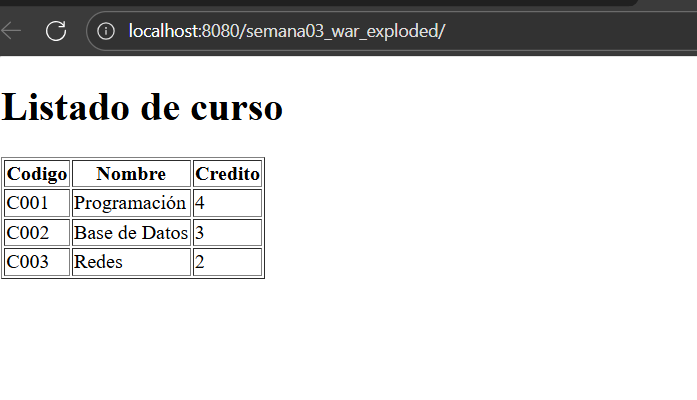 localhost:8080/semana03_war_exploded/
Listado de curso
Codigo Nombre Credito
C001 Programación 4
C002 Base de Datos 3
C003 Redes 2